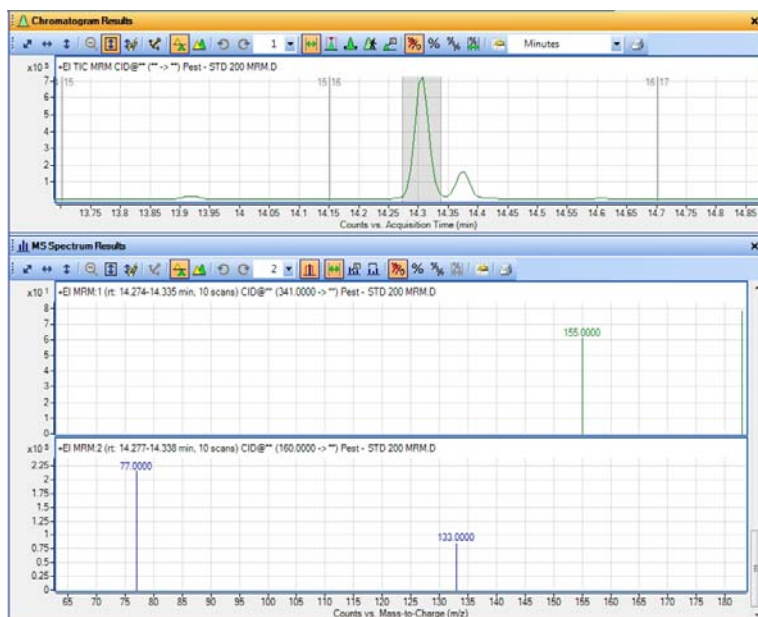 Chromatogram Results
1 % Minutes
x10 5 +EI TIC MRM CID@** (** -> **) Pest - STD 200 MRM.D
15 15 16 16 17
7
6
5
4
3
2
1
13.75 13.8 13.85 13.9 13.95 14 14.05 14.1 14.15 14.2 14.25 14.3 14.35 14.4 14.45 14.5 14.55 14.6 14.65 14.7 14.75 14.8 14.85
Counts vs. Acquisition Time (min)
MS Spectrum Results
2 %
x10 1 +EI MRM:1 (rt: 14.274-14.335 min, 10 scans) CID@** (341.0000 -> **) Pest - STD 200 MRM.D
8
7
155.0000
6
5
4
3
2
1
0
x10 5 +EI MRM:2 (rt: 14.277-14.338 min, 10 scans) CID@** (160.0000 -> **) Pest - STD 200 MRM.D
77.0000
2.25
2
1.75
1.5
1.25
1
133.0000
0.75
0.5
0.25
0
65 70 75 80 85 90 95 100 105 110 115 120 125 130 135 140 145 150 155 160 165 170 175 180
Counts vs. Mass-to-Charge (m/z)